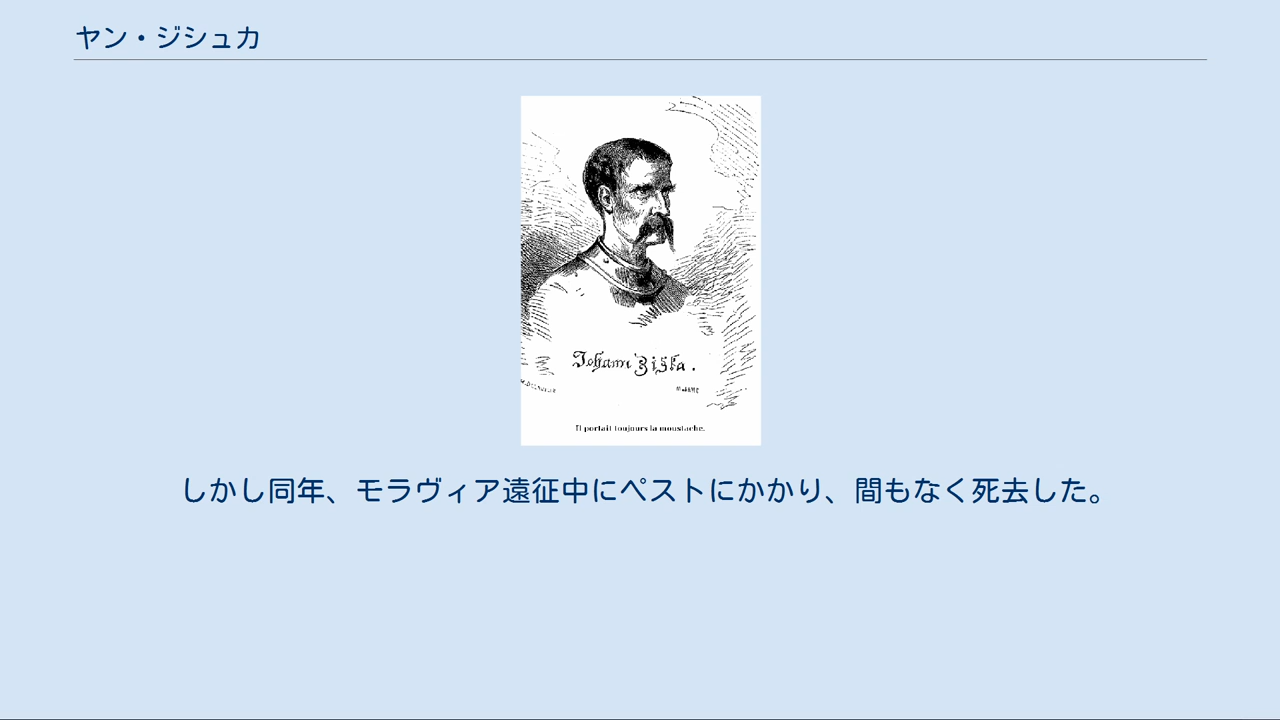 ヤン・ジシュカ
Johann Ziska.
Il portait toujours la moustache.
しかし同年、モラヴィア遠征中にペストにかかり、間もなく死去した。